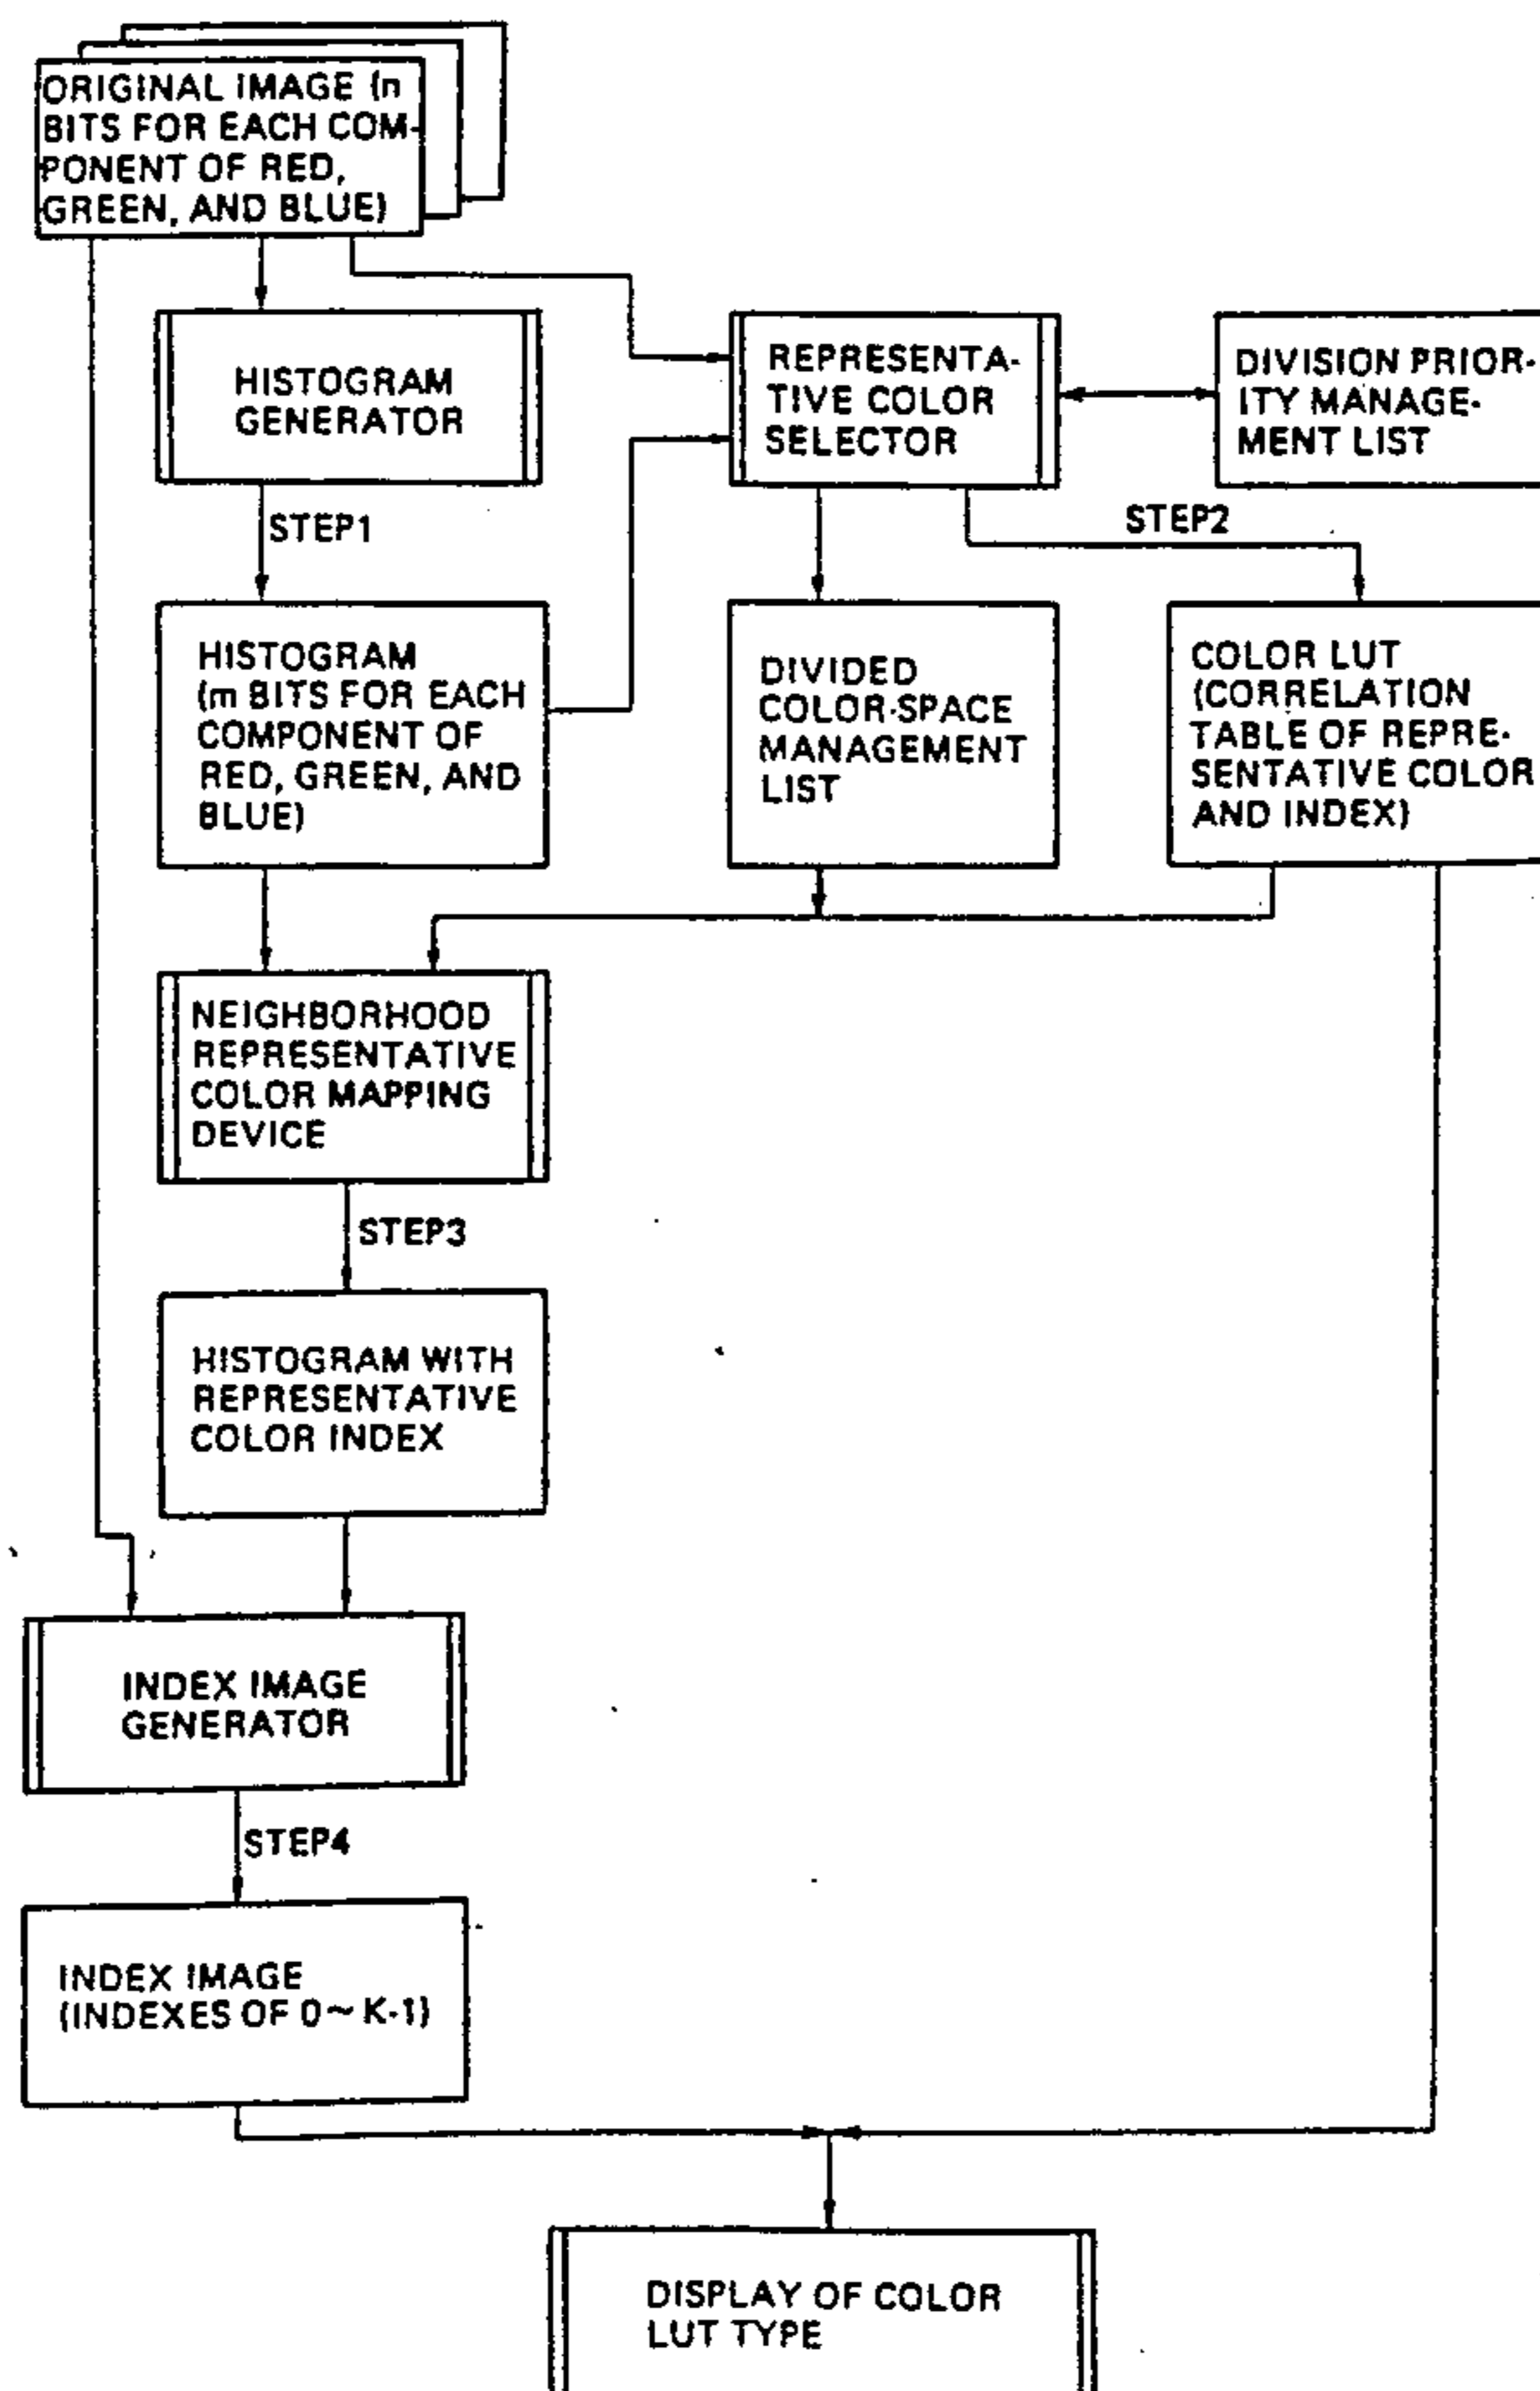 ORIGINAL IMAGE (n
BITS FOR EACH COM-
PONENT OF RED,
GREEN, AND BLUE)
HISTOGRAM
GENERATOR
REPRESENTA-
TIVE COLOR
SELECTOR
DIVISION PRIOR-
ITY MANAGE-
MENT LIST
STEP1
STEP2
HISTOGRAM
(m BITS FOR EACH
COMPONENT OF
RED, GREEN, AND
BLUE)
DIVIDED
COLOR-SPACE
MANAGEMENT
LIST
COLOR LUT
(CORRELATION
TABLE OF REPRE-
SENTATIVE COLOR
AND INDEX)
NEIGHBORHOOD
REPRESENTATIVE
COLOR MAPPING
DEVICE
STEP3
HISTOGRAM WITH
REPRESENTATIVE
COLOR INDEX
INDEX IMAGE
GENERATOR
STEP4
INDEX IMAGE
(INDEXES OF 0~K-1)
DISPLAY OF COLOR
LUT TYPE